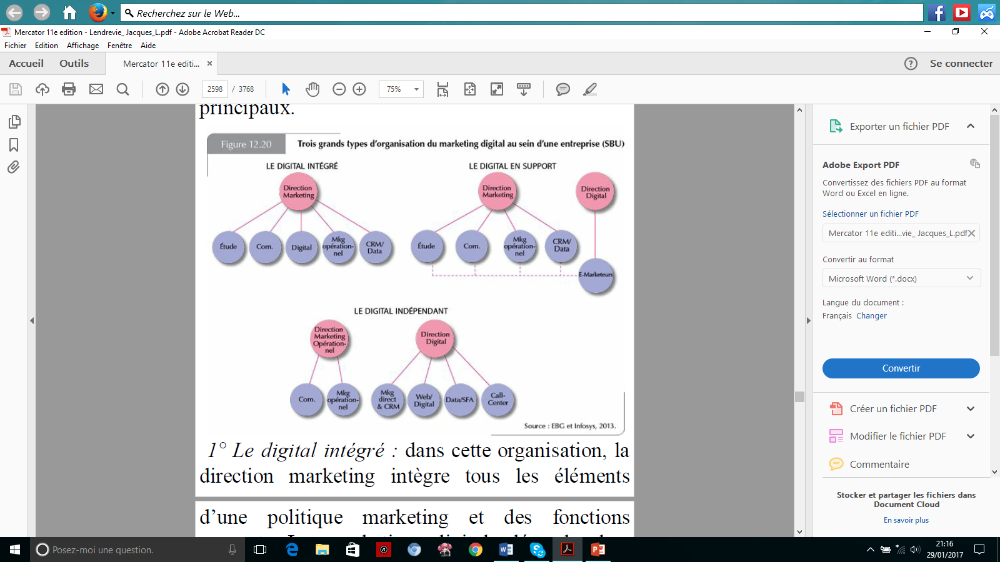 Recherchez sur le Web...
Mercator 11e edition - Lendrevie_ Jacques_L.pdf - Adobe Acrobat Reader DC
Fichier Edition Affichage Fenêtre Aide
Accueil Outils Mercator 11e editi... × ? Se connecter
2598 / 3768 75%
principaux.
Figure 12.20 Trois grands types d'organisation du marketing digital au sein d'une entreprise (SBU)
LE DIGITAL INTÉGRÉ
Direction
Marketing
Étude
Com.
Digital
Mkg
opération-
nel
CRM/
Data
LE DIGITAL EN SUPPORT
Direction
Marketing
Direction
Digital
Étude
Com.
Mkg
opération-
nel
CRM/
Data
E-Marketeurs
LE DIGITAL INDÉPENDANT
Direction
Marketing
Opération-
nel
Direction
Digital
Com.
Mkg
opération-
nel
Mkg
direct
& CRM
Web/
Digital
Data/SFA
Call-
Center
Source : EBG et Infosys, 2013.
1° Le digital intégré : dans cette organisation, la
direction marketing intègre tous les éléments
d'une politique marketing et des fonctions
Exporter un fichier PDF
Adobe Export PDF
Convertissez des fichiers PDF au format
Word ou Excel en ligne.
Sélectionner un fichier PDF
Mercator 11e editi...vie_ Jacques_L.pdf
Convertir au format
Microsoft Word (*.docx)
Langue du document :
Français Changer
Convertir
Créer un fichier PDF
Modifier le fichier PDF
Commentaire
Stocker et partager les fichiers dans
Document Cloud
En savoir plus
Posez-moi une question.
21:16
29/01/2017